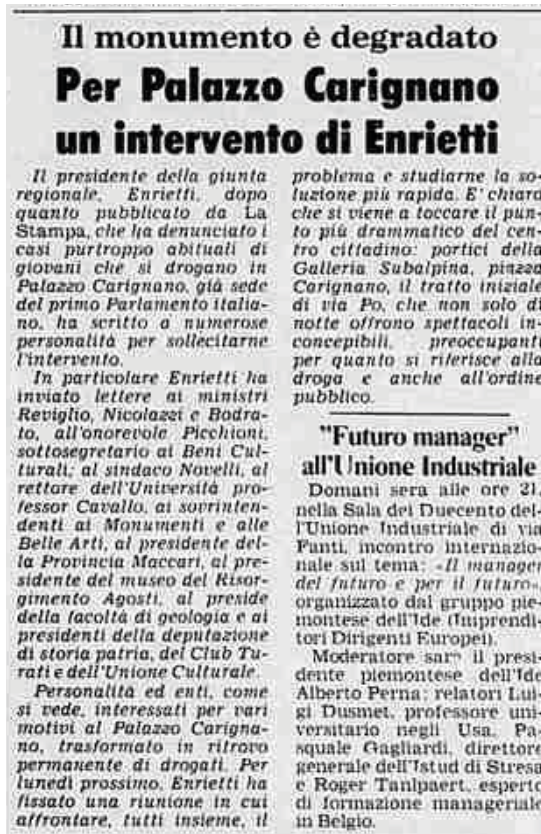 Il monumento è degradato
Per Palazzo Carignano
un intervento di Enrietti
Il presidente della giunta
regionale, Enrietti, dopo
quanto pubblicato da La
Stampa, che ha denunciato i
casi purtroppo abituali di
giovani che si drogano in
Palazzo Carignano, già sede
del primo Parlamento italia-
no, ha scritto a numerose
personalità per sollecitarne
l'intervento.
In particolare Enrietti ha
inviato lettere ai ministri
Reviglio, Nicolazzi e Bodra-
to, all'onorevole Picchioni,
sottosegretario ai Beni Cul-
turali, al sindaco Novelli, al
rettore dell'Università pro-
fessor Cavallo, ai sovrinten-
denti ai Monumenti e alle
Belle Arti, al presidente del-
la Provincia Maccari, al pre-
sidente del museo del Risor-
gimento Agosti, al preside
della facoltà di geologia e ai
presidenti della deputazione
di storia patria, del Club Tu-
rati e dell'Unione Culturale.
Personalità ed enti, come
si vede, interessati per vari
motivi al Palazzo Carigna-
no, trasformato in ritrovo
permanente di drogati. Per
lunedì prossimo, Enrietti ha
fissato una riunione in cui
affrontare, tutti insieme, il
problema e studiarne la so-
luzione più rapida. E' chiaro
che si viene a toccare il pun-
to più drammatico del cen-
tro cittadino: portici della
Galleria Subalpina, piazza
Carignano, il tratto iniziale
di via Po, che non solo di
notte offrono spettacoli in-
concepibili, preoccupanti
per quanto si riferisce alla
droga e anche all'ordine
pubblico.
"Futuro manager"
all'Unione Industriale
Domani sera alle ore 21,
nella Sala dei Duecento del-
l'Unione Industriale di via
Fanti, incontro internazio-
nale sul tema: «Il manager
del futuro e per il futuro»,
organizzato dal gruppo pie-
montese dell'Ide (Imprendi-
tori Dirigenti Europei).
Moderatore sarà il presi-
dente piemontese dell'Ide
Alberto Perna; relatori Lui-
gi Dusmet, professore uni-
versitario negli Usa, Pa-
squale Gagliardi, direttore
generale dell'Istud di Stresa
e Roger Tanlpaert, esperto
di formazione manageriale
in Belgio.